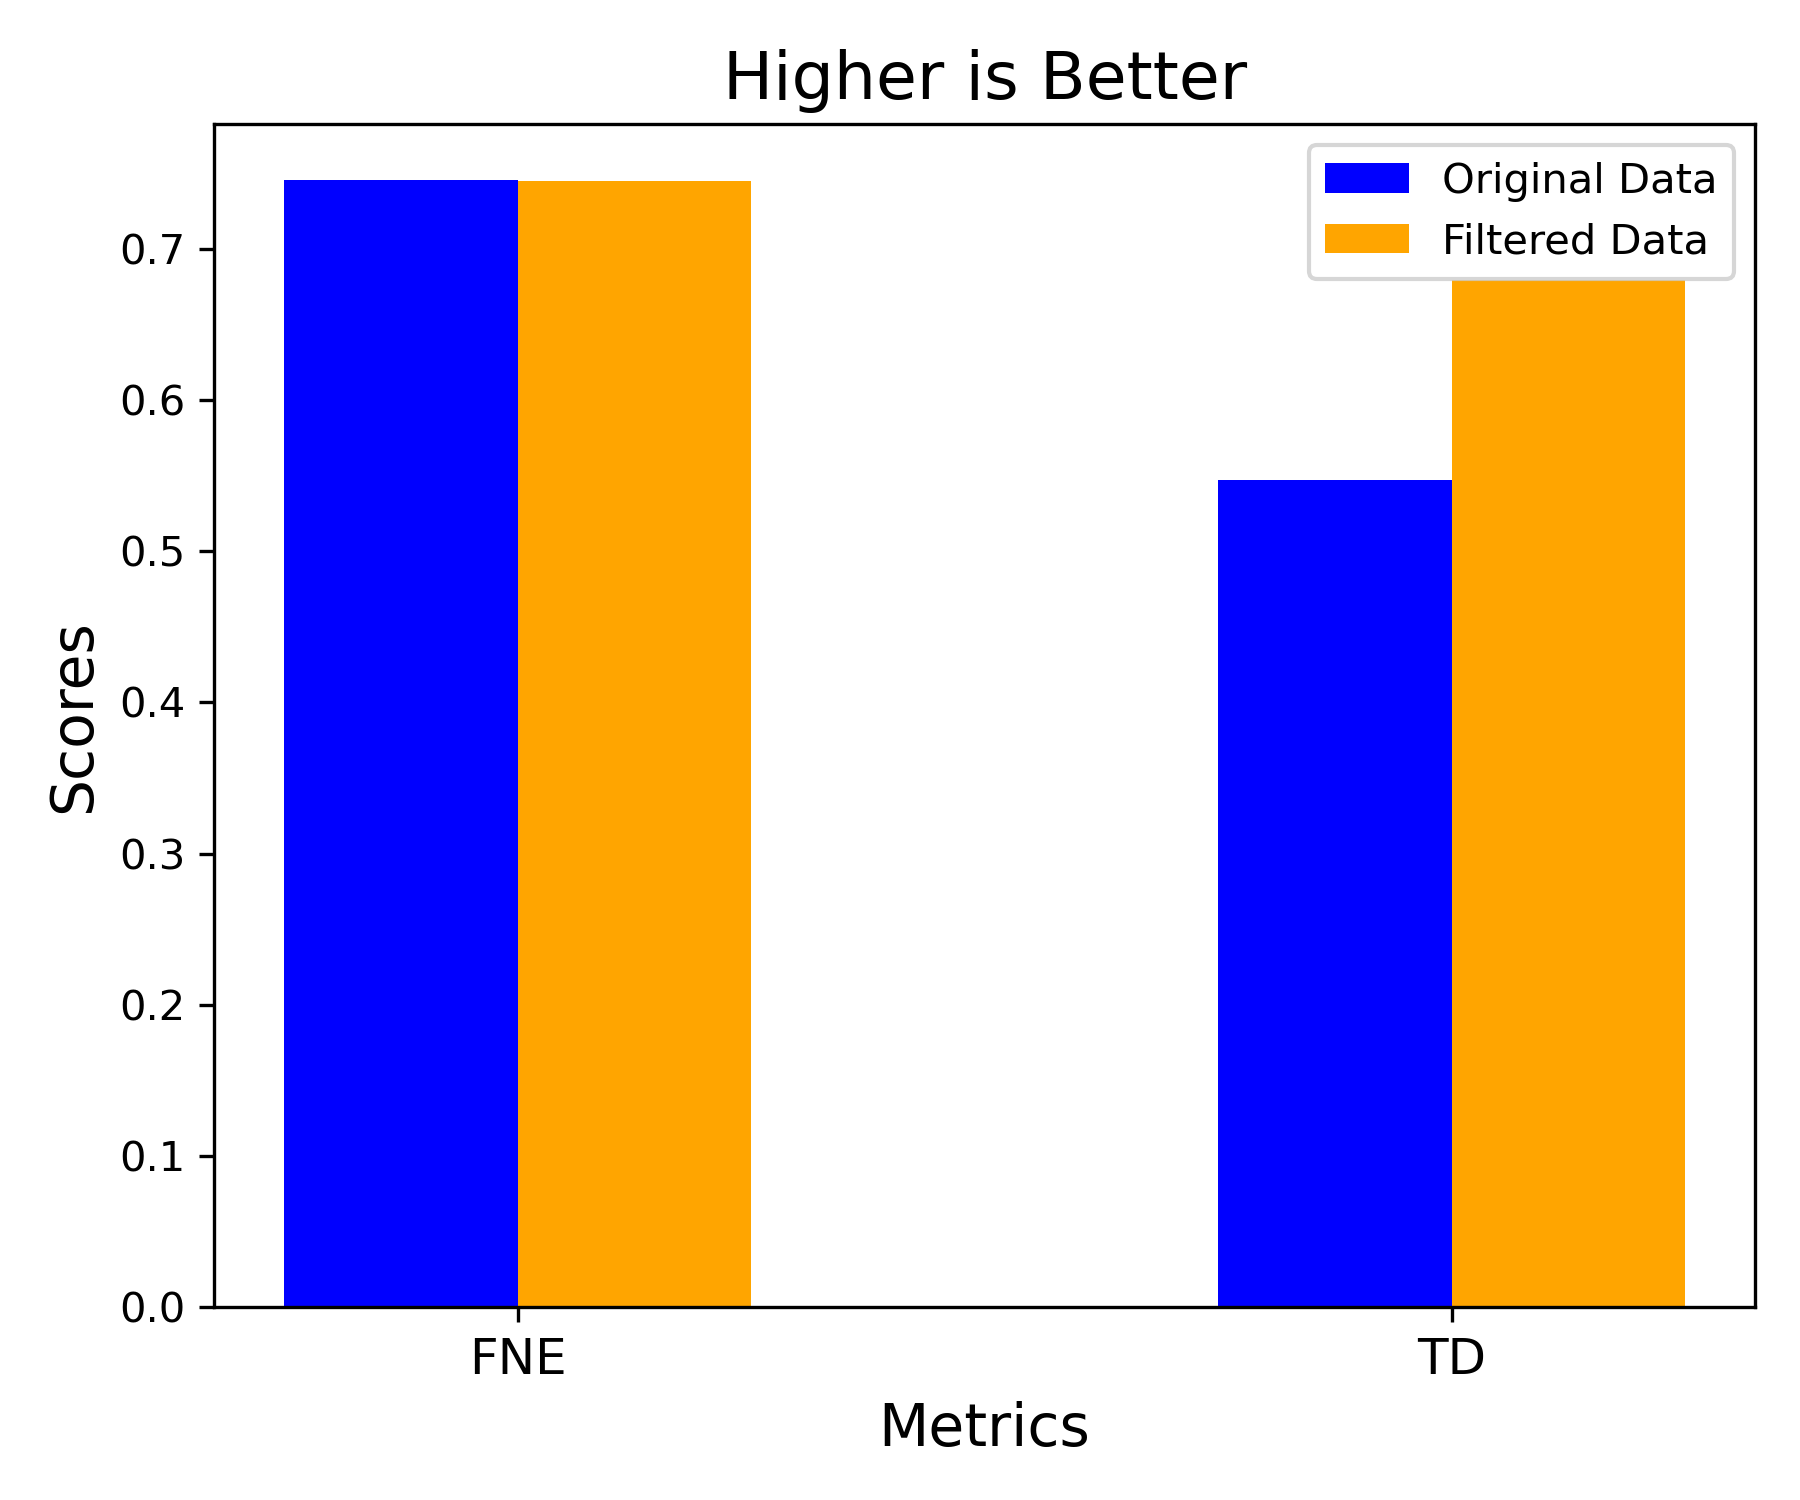 Higher is Better
Original Data
Filtered Data
0.7
0.6
0.5
0.4
0.3
0.2
0.1
0.0
Scores
FNE
TD
Metrics